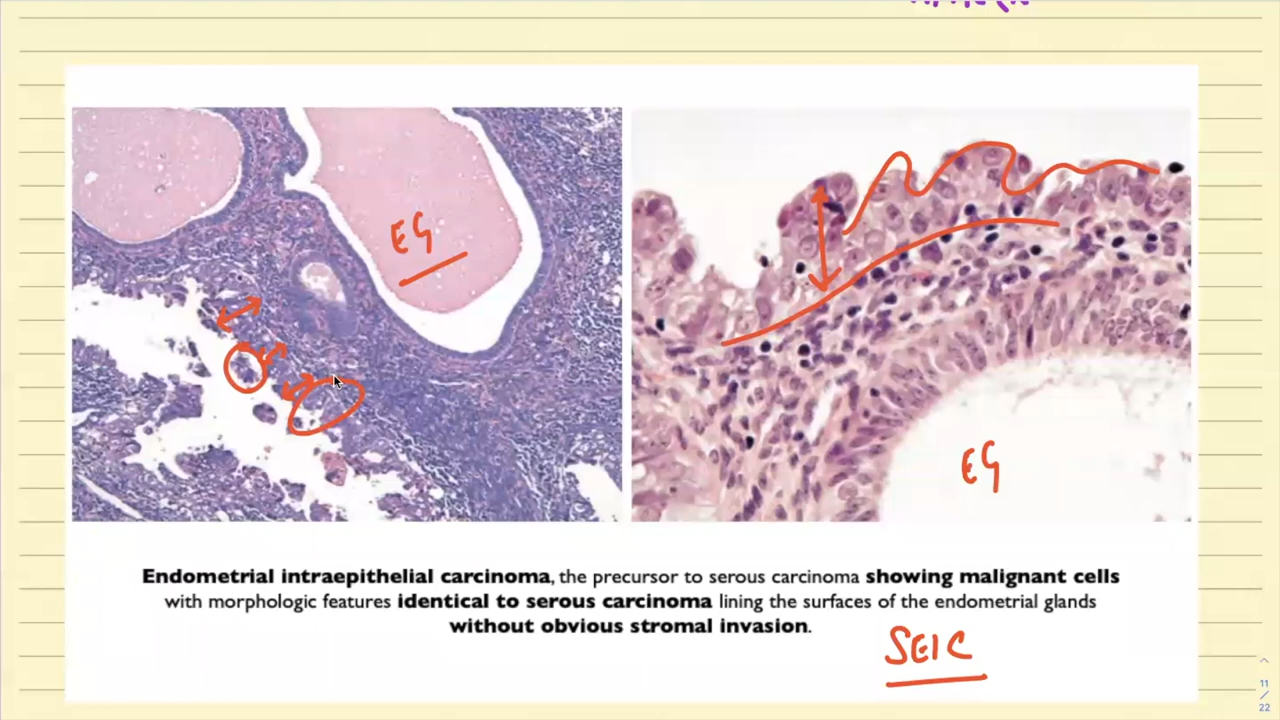 EG
EG
Endometrial intraepithelial carcinoma, the precursor to serous carcinoma showing malignant cells
with morphologic features identical to serous carcinoma lining the surfaces of the endometrial glands
without obvious stromal invasion.
SEIC
11
/
22